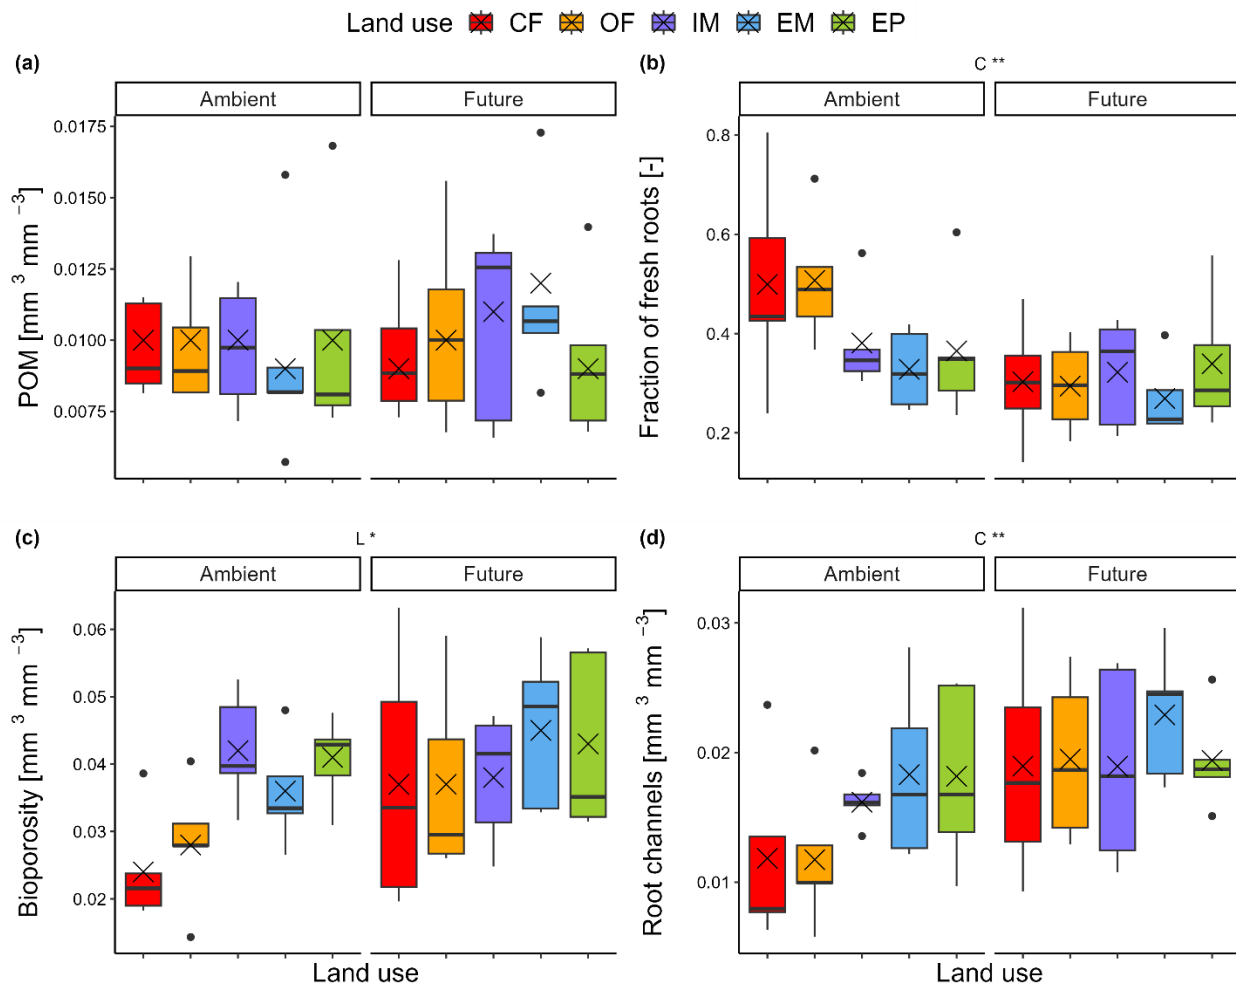 Land use CF OF IM EM EP
(a)
Ambient Future
POM [mm ³ mm ⁻³]
0.0175
0.0150
0.0125
0.0100
0.0075
(b)
C **
Ambient Future
Fraction of fresh roots [-]
0.8
0.6
0.4
0.2
(c)
L *
Ambient Future
Bioporosity [mm ³ mm ⁻³]
0.06
0.05
0.04
0.03
0.02
Land use
(d)
C **
Ambient Future
Root channels [mm ³ mm ⁻³]
0.03
0.02
0.01
Land use